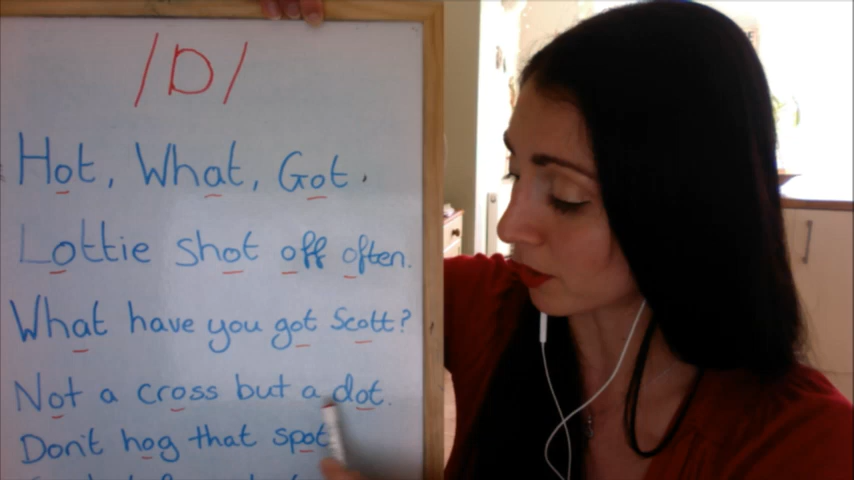 /D/
Hot, What, Got.
Lottie shot off often.
What have you got Scott?
Not a cross but a dot.
Don't hog that spot